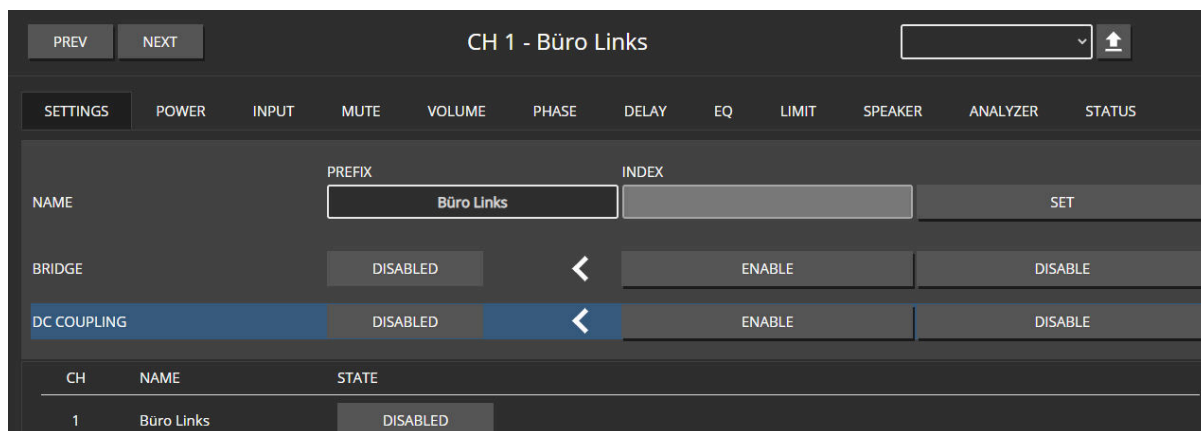 PREV NEXT CH 1 - Büro Links
SETTINGS POWER INPUT MUTE VOLUME PHASE DELAY EQ LIMIT SPEAKER ANALYZER STATUS
PREFIX INDEX
NAME Büro Links SET
BRIDGE DISABLED ENABLE DISABLE
DC COUPLING DISABLED ENABLE DISABLE
CH NAME STATE
1 Büro Links DISABLED